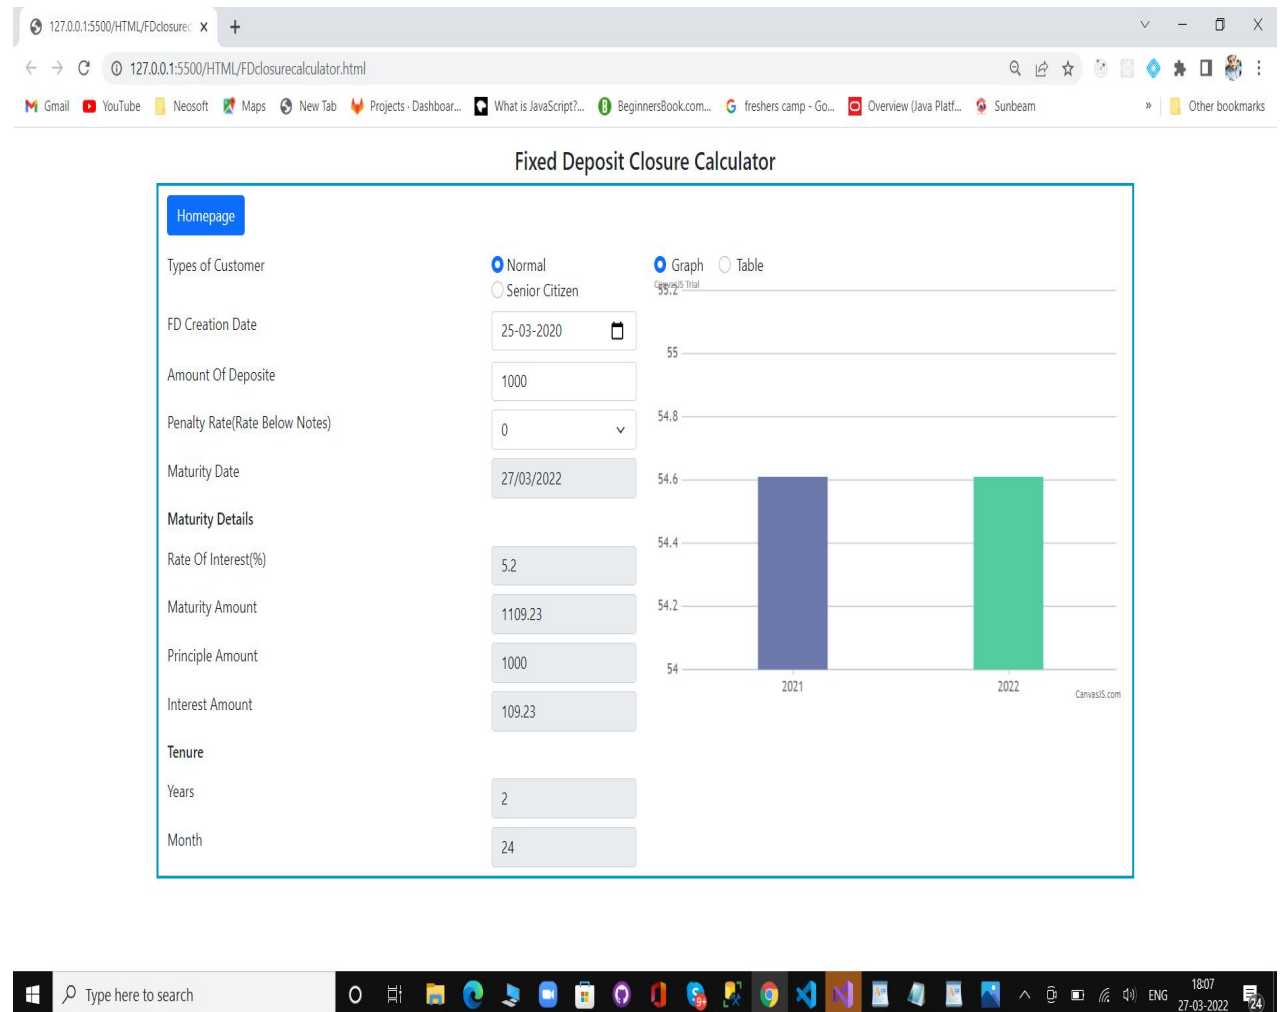 127.0.0.1:5500/HTML/FDclosurec
127.0.0.1:5500/HTML/FDclosurecalculator.html
Gmail YouTube Neosoft Maps New Tab Projects · Dashboar... What is JavaScript?... BeginnersBook.com... freshers camp - Go... Overview (Java Platf... Sunbeam » Other bookmarks
Fixed Deposit Closure Calculator
Homepage
Types of Customer Normal Graph Table
Senior Citizen
CanvasJS Trial
55.2
FD Creation Date 25-03-2020
55
Amount Of Deposite 1000
54.8
Penalty Rate(Rate Below Notes) 0
Maturity Date 27/03/2022
54.6
Maturity Details
54.4
Rate Of Interest(%) 5.2
54.2
Maturity Amount 1109.23
Principle Amount 1000
54
2021 2022
CanvasJS.com
Interest Amount 109.23
Tenure
Years 2
Month 24
Type here to search
9+
ENG
18:07
27-03-2022
24